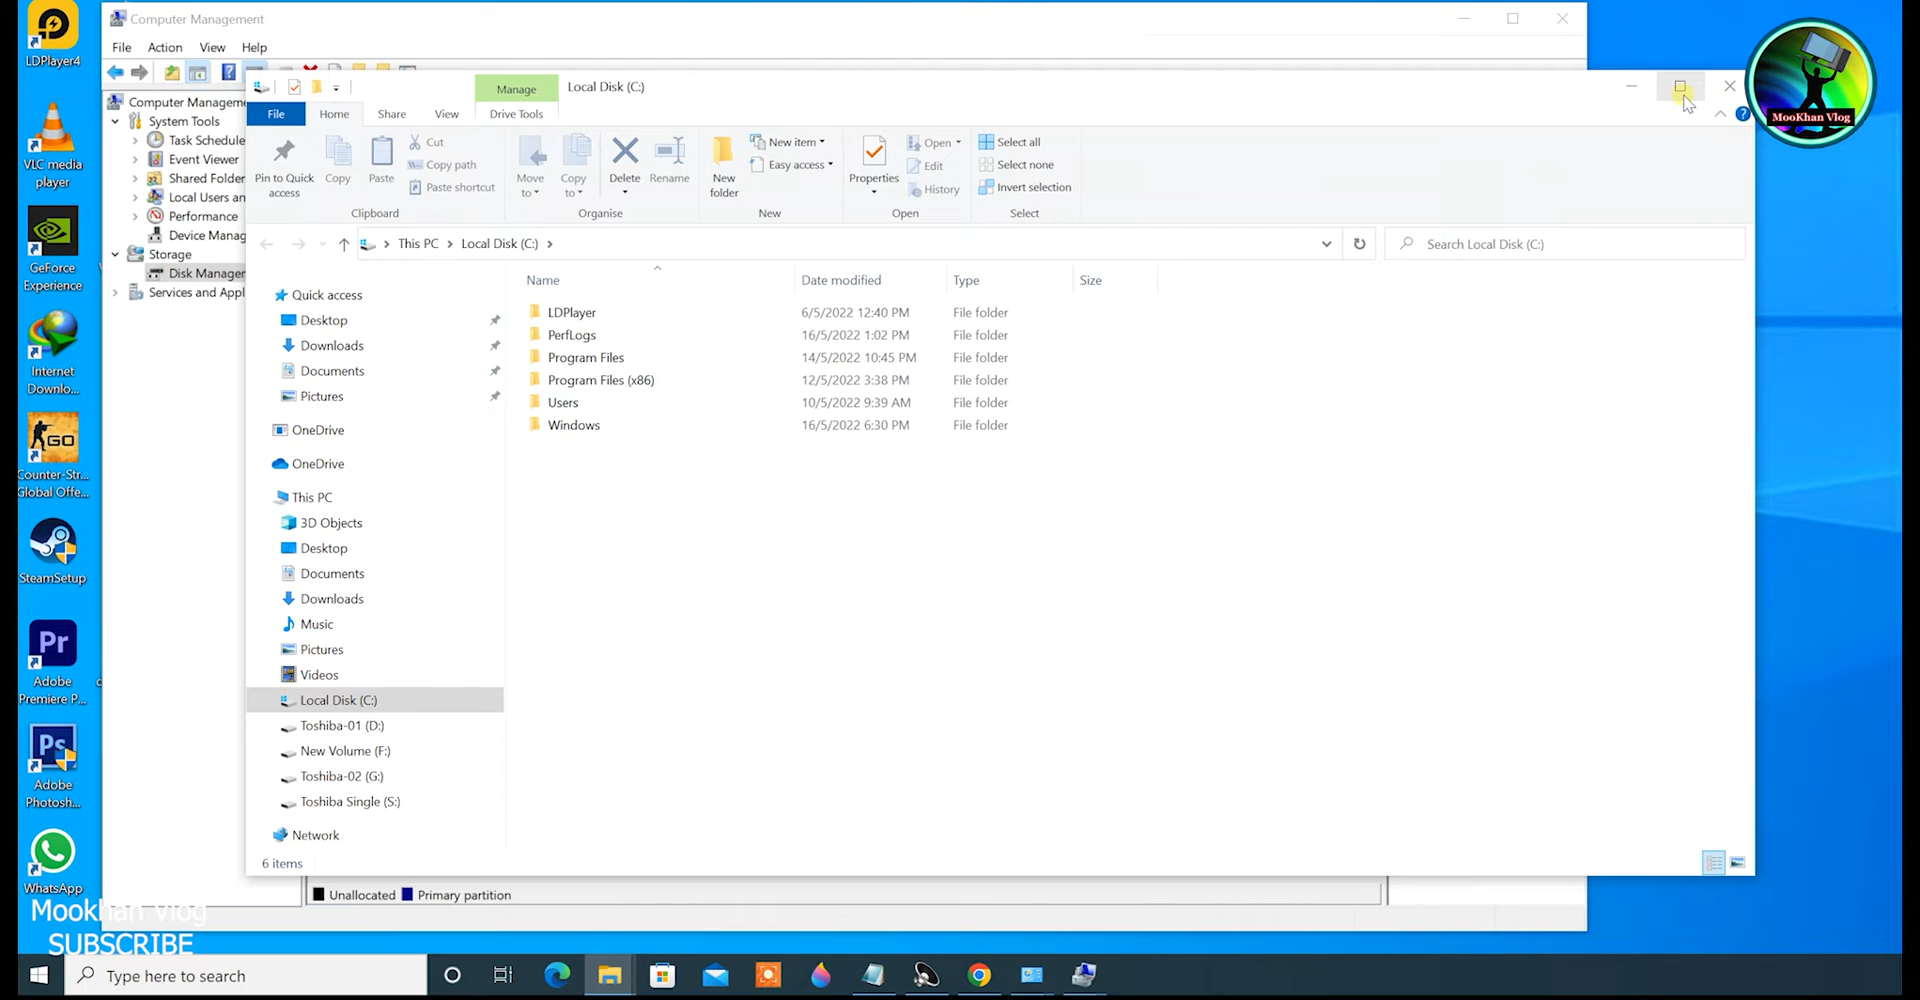 LDPlayer4
VLC media
player
GeForce
Experience
Internet
Downlo...
GO
Counter-Str...
Global Offe...
SteamSetup
Pr
Adobe
Premiere P...
Ps
Adobe
Photosh...
WhatsApp
Mookhan Vlog
SUBSCRIBE
Computer Management
File Action View Help
Computer Manageme
System Tools
Task Schedule
Event Viewer
Shared Folder
Local Users an
Performance
Device Manag
Storage
Disk Manager
Services and Appl
Unallocated Primary partition
Manage Local Disk (C:)
File Home Share View Drive Tools
Pin to Quick
access
Copy
Paste
Cut
Copy path
Paste shortcut
Clipboard
Move
to
Copy
to
Delete
Rename
Organise
New
folder
New item
Easy access
New
Properties
Open
Edit
History
Open
Select all
Select none
Invert selection
Select
This PC > Local Disk (C:) >
Search Local Disk (C:)
Quick access
Desktop
Downloads
Documents
Pictures
OneDrive
OneDrive
This PC
3D Objects
Desktop
Documents
Downloads
Music
Pictures
Videos
Local Disk (C:)
Toshiba-01 (D:)
New Volume (F:)
Toshiba-02 (G:)
Toshiba Single (S:)
Network
Name Date modified Type Size
LDPlayer 6/5/2022 12:40 PM File folder
PerfLogs 16/5/2022 1:02 PM File folder
Program Files 14/5/2022 10:45 PM File folder
Program Files (x86) 12/5/2022 3:38 PM File folder
Users 10/5/2022 9:39 AM File folder
Windows 16/5/2022 6:30 PM File folder
6 items
MooKhan Vlog
Type here to search